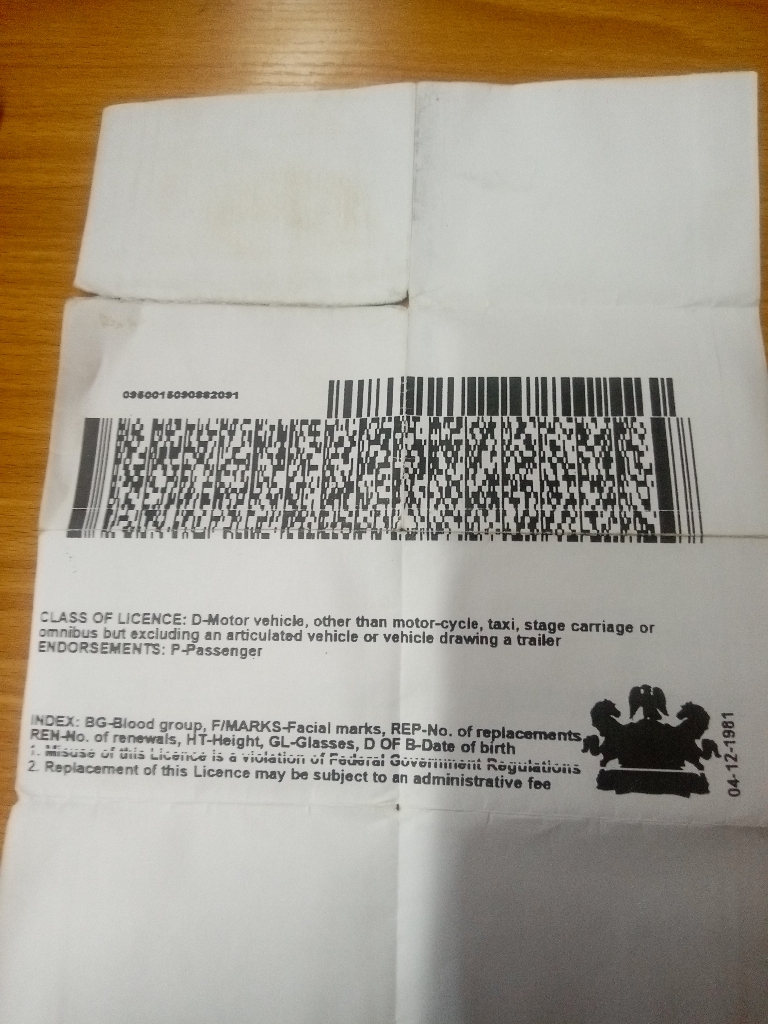 0950015090882091
CLASS OF LICENCE: D-Motor vehicle, other than motor-cycle, taxi, stage carriage or
omnibus but excluding an articulated vehicle or vehicle drawing a trailer
ENDORSEMENTS: P-Passenger
INDEX: BG-Blood group, F/MARKS-Facial marks, REP-No. of replacements
REN-No. of renewals, HT-Height, GL-Glasses, D OF B-Date of birth
1. Misuse of this Licence is a violation of Federal Government Regulations
2. Replacement of this Licence may be subject to an administrative fee
04-12-1981